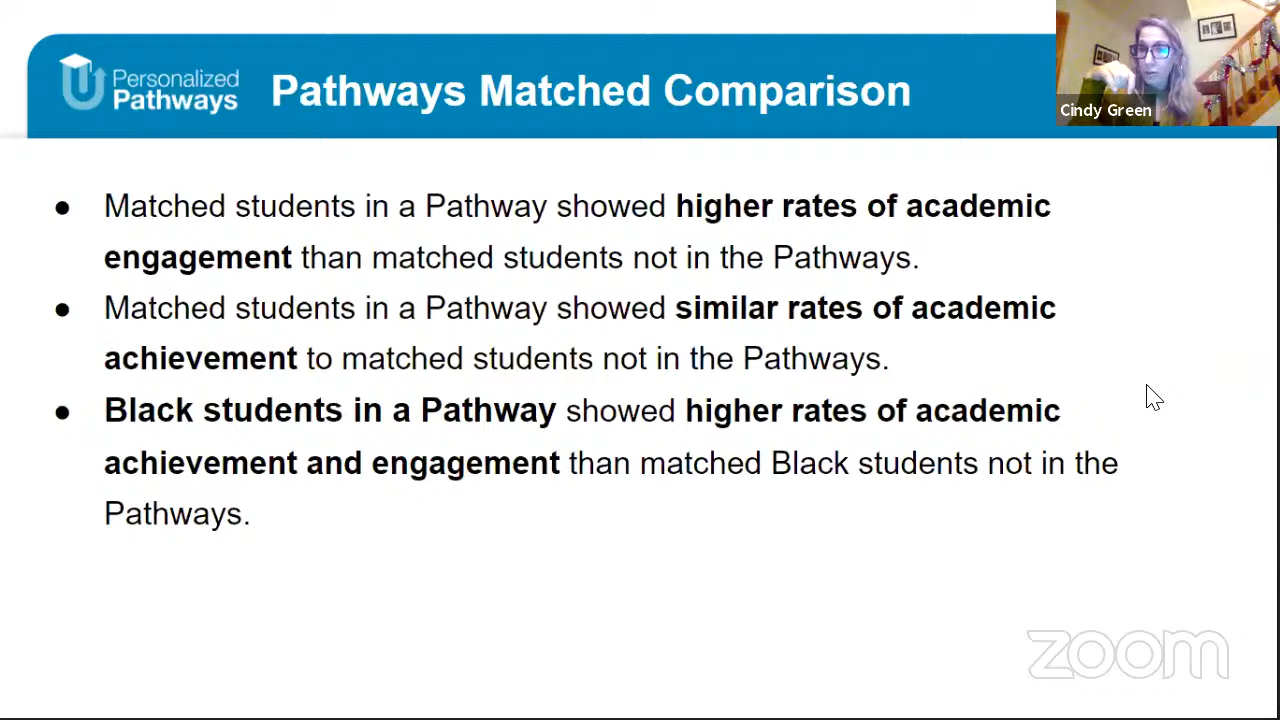 Personalized
Pathways
Pathways Matched Comparison
Cindy Green
● Matched students in a Pathway showed higher rates of academic
engagement than matched students not in the Pathways.
● Matched students in a Pathway showed similar rates of academic
achievement to matched students not in the Pathways.
● Black students in a Pathway showed higher rates of academic
achievement and engagement than matched Black students not in the
Pathways.
zoom